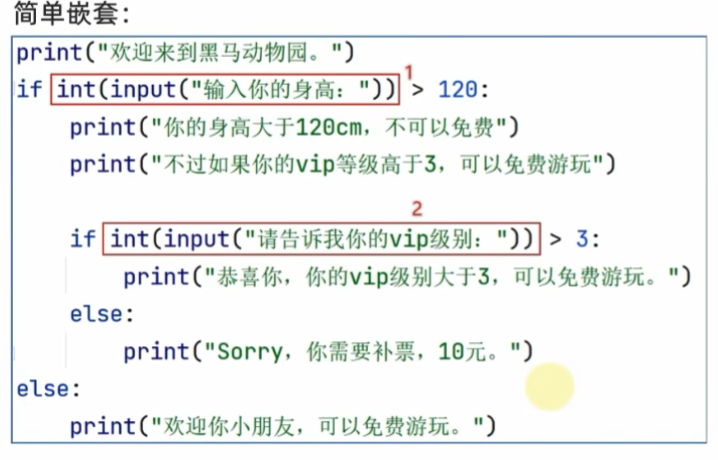 简单嵌套：
print("欢迎来到黑马动物园。")
if int(input("输入你的身高：")) > 120:
1
print("你的身高大于120cm，不可以免费")
print("不过如果你的vip等级高于3，可以免费游玩")
2
if int(input("请告诉我你的vip级别：")) > 3:
print("恭喜你，你的vip级别大于3，可以免费游玩。")
else:
print("Sorry，你需要补票，10元。")
else:
print("欢迎你小朋友，可以免费游玩。")